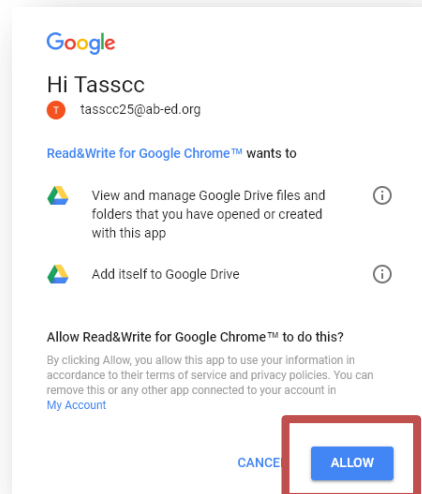 Google
Hi Tasscc
T tasscc25@ab-ed.org
Read&Write for Google Chrome™ wants to
View and manage Google Drive files and
folders that you have opened or created
with this app
Add itself to Google Drive
Allow Read&Write for Google Chrome™ to do this?
By clicking Allow, you allow this app to use your information in
accordance to their terms of service and privacy policies. You can
remove this or any other app connected to your account in
My Account
ALLOW